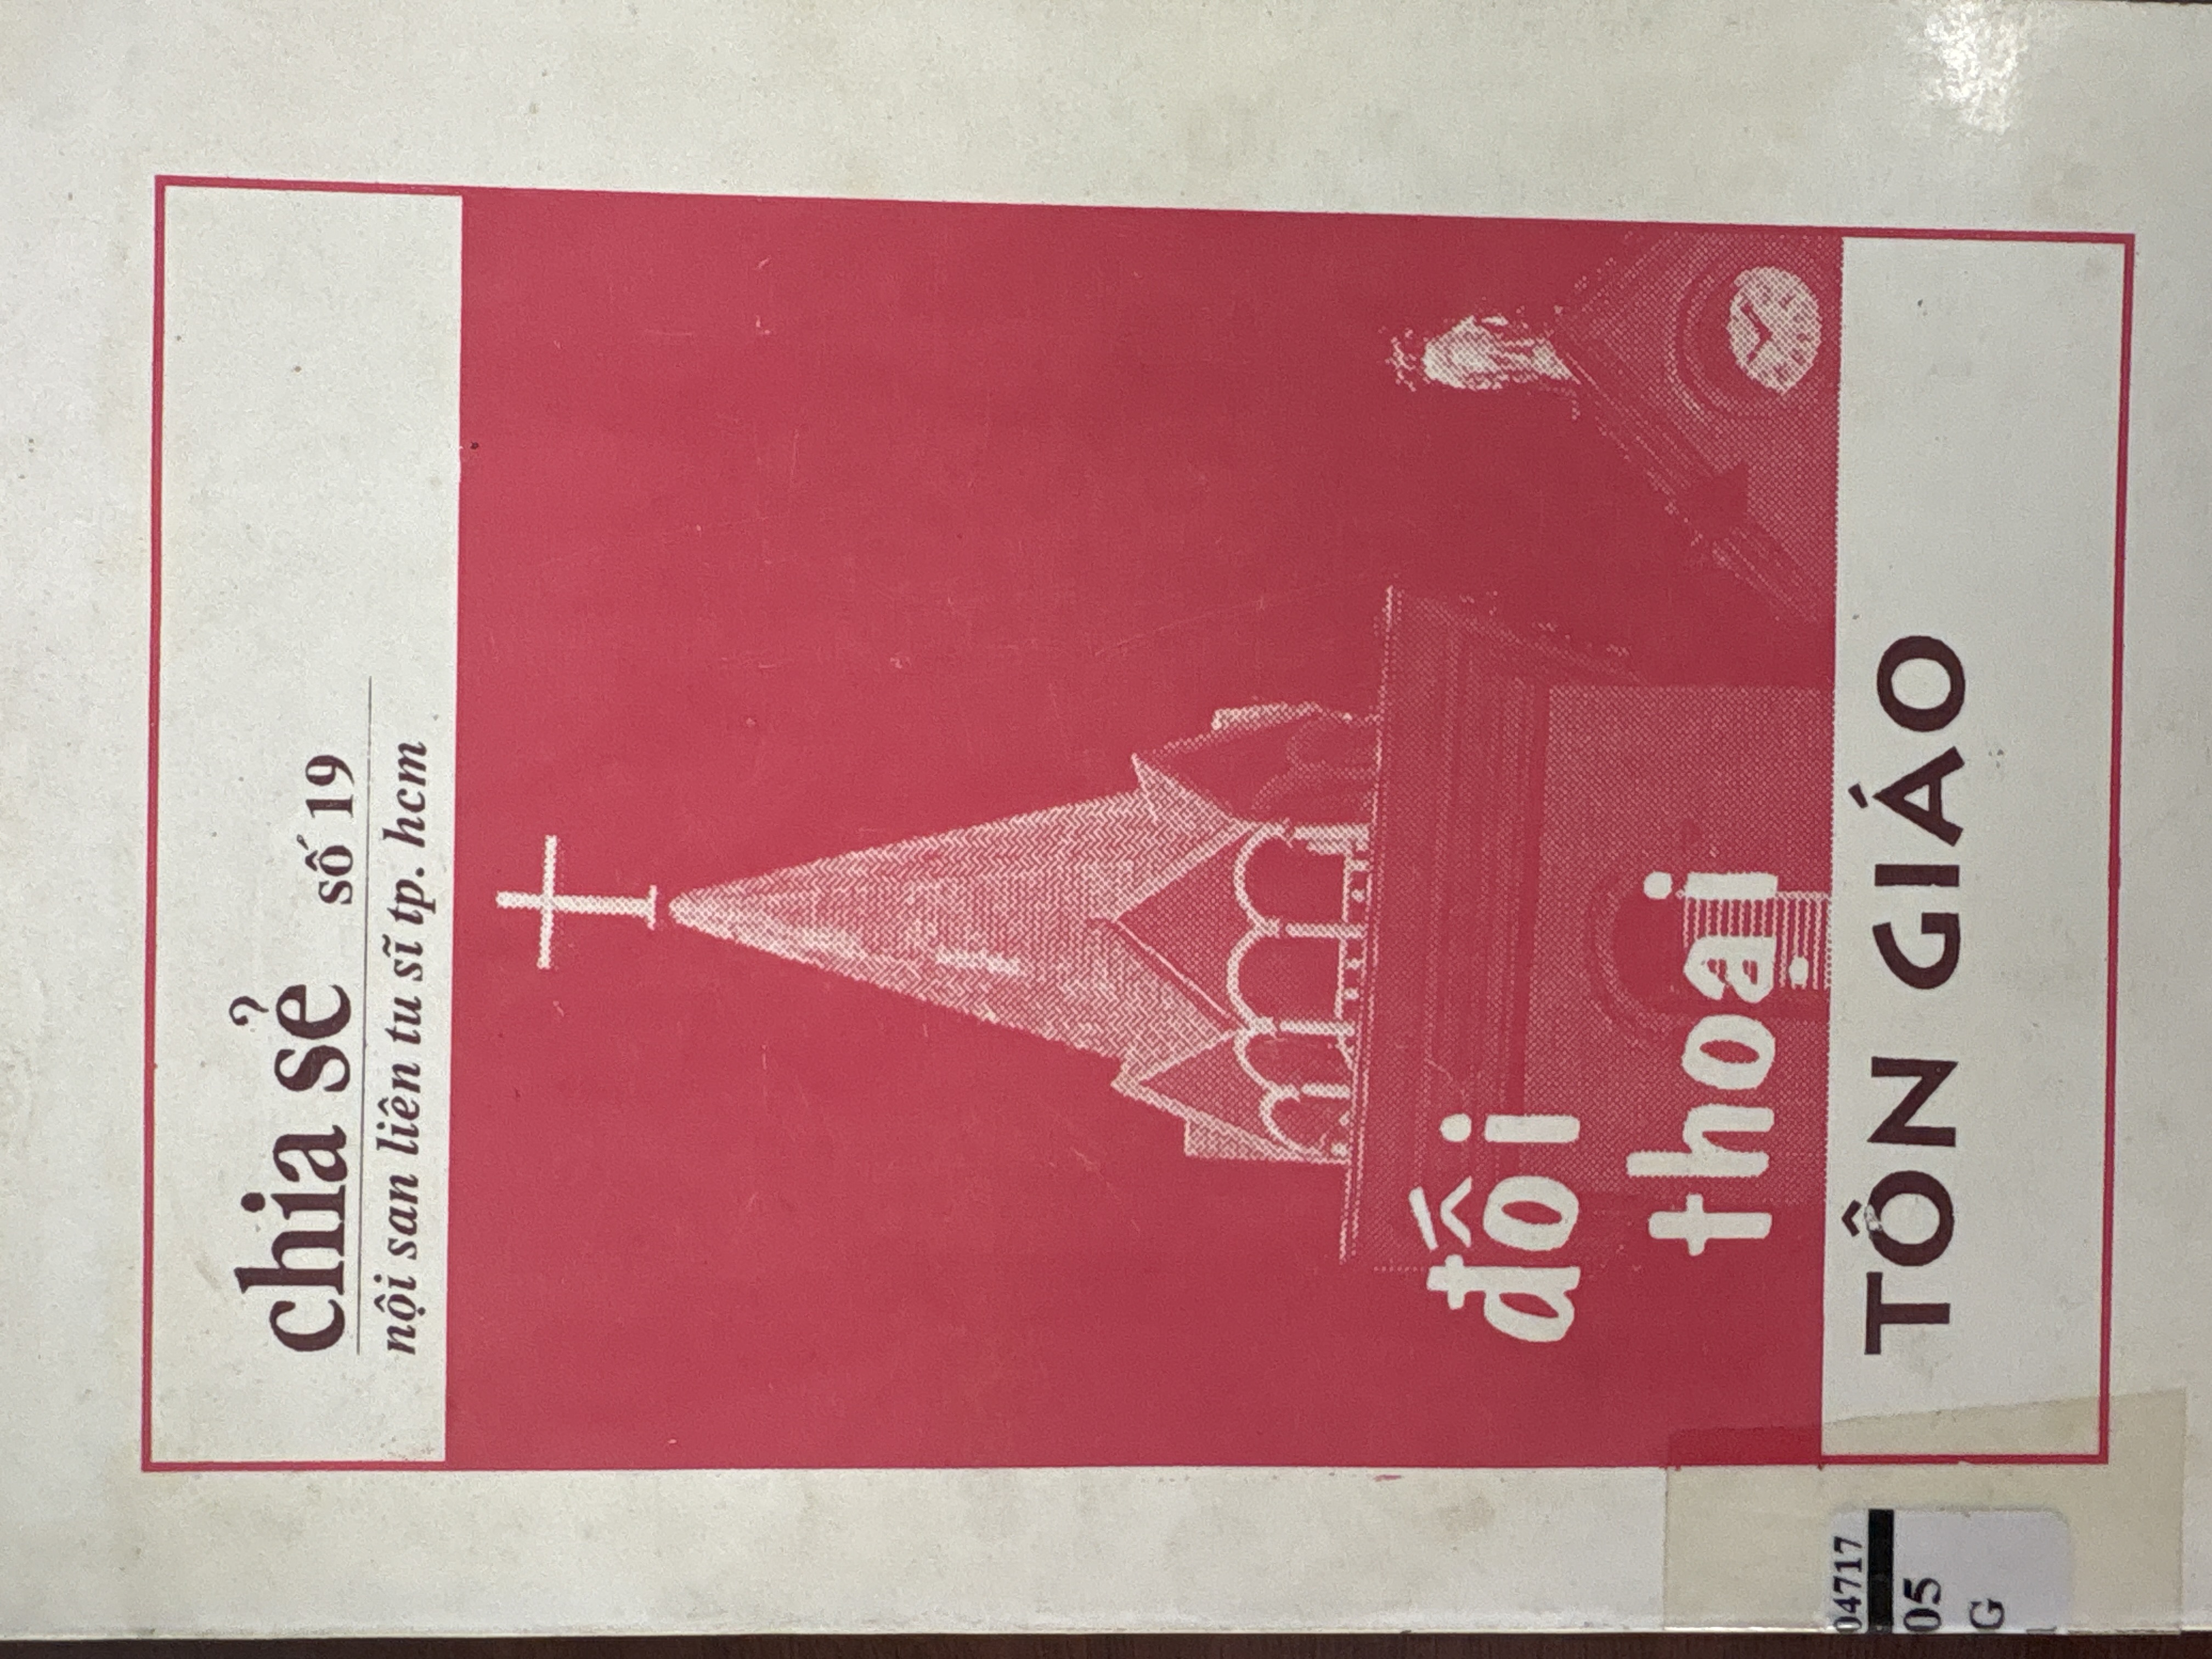 chia sẻ số 19
nội san liên tu sĩ tp. hcm
đối
thoại
TÔN GIÁO
04717
05
G